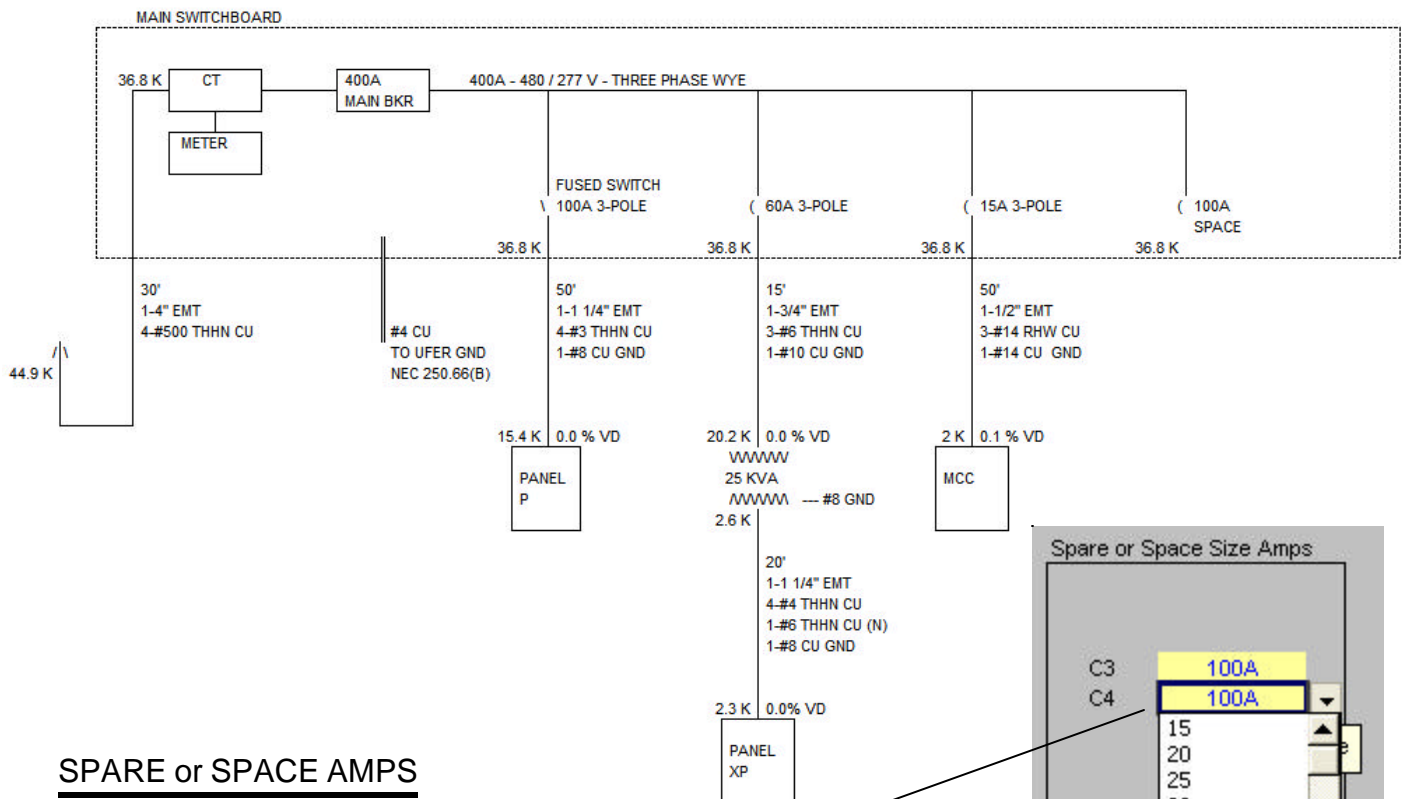 MAIN SWITCHBOARD
36.8 K
CT
METER
400A
MAIN BKR
400A - 480 / 277 V - THREE PHASE WYE
FUSED SWITCH
\ 100A 3-POLE
( 60A 3-POLE
( 15A 3-POLE
( 100A
SPACE
36.8 K
36.8 K
36.8 K
36.8 K
30'
1-4" EMT
4-#500 THHN CU
/ \
44.9 K
#4 CU
TO UFER GND
NEC 250.66(B)
50'
1-1 1/4" EMT
4-#3 THHN CU
1-#8 CU GND
15'
1-3/4" EMT
3-#6 THHN CU
1-#10 CU GND
50'
1-1/2" EMT
3-#14 RHW CU
1-#14 CU GND
15.4 K 0.0 % VD
PANEL
P
20.2 K 0.0 % VD
25 KVA
--- #8 GND
2.6 K
2 K 0.1 % VD
MCC
20'
1-1 1/4" EMT
4-#4 THHN CU
1-#6 THHN CU (N)
1-#8 CU GND
2.3 K 0.0% VD
PANEL
XP
SPARE or SPACE AMPS
Spare or Space Size Amps
C3 100A
C4 100A
15
20
25